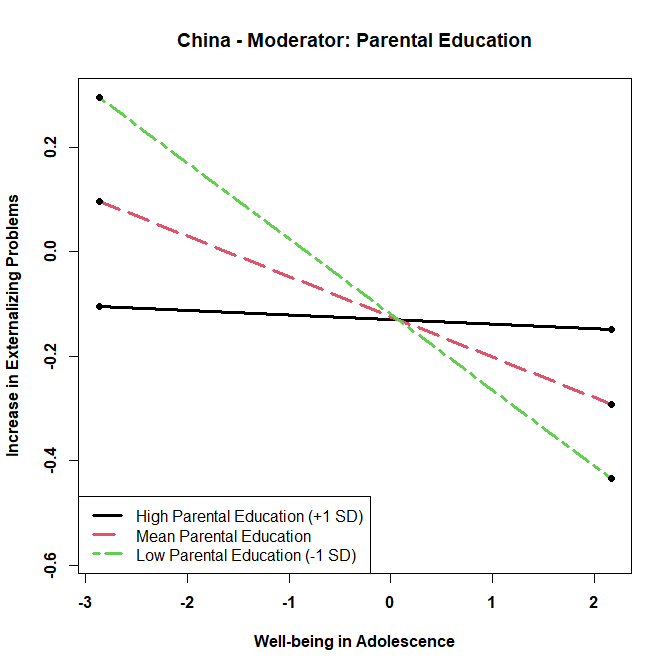 China - Moderator: Parental Education
Increase in Externalizing Problems
0.2
0.0
-0.2
-0.4
-0.6
High Parental Education (+1 SD)
Mean Parental Education
Low Parental Education (-1 SD)
-3 -2 -1 0 1 2
Well-being in Adolescence